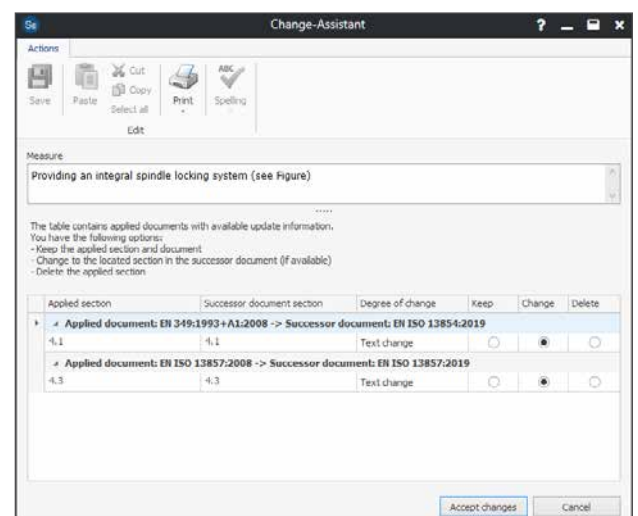 Se Change-Assistant ?
Actions
Save Paste Cut Copy Select all Print ABC Spelling
Edit
Measure
Providing an integral spindle locking system (see Figure)
The table contains applied documents with available update information.
You have the following options:
- Keep the applied section and document
- Change to the located section in the successor document (if available)
- Delete the applied section
Applied section Successor document section Degree of change Keep Change Delete
Applied document: EN 349:1993+A1:2008 -> Successor document: EN ISO 13854:2019
4.1 4.1 Text change
Applied document: EN ISO 13857:2008 -> Successor document: EN ISO 13857:2019
4.3 4.3 Text change
Accept changes Cancel